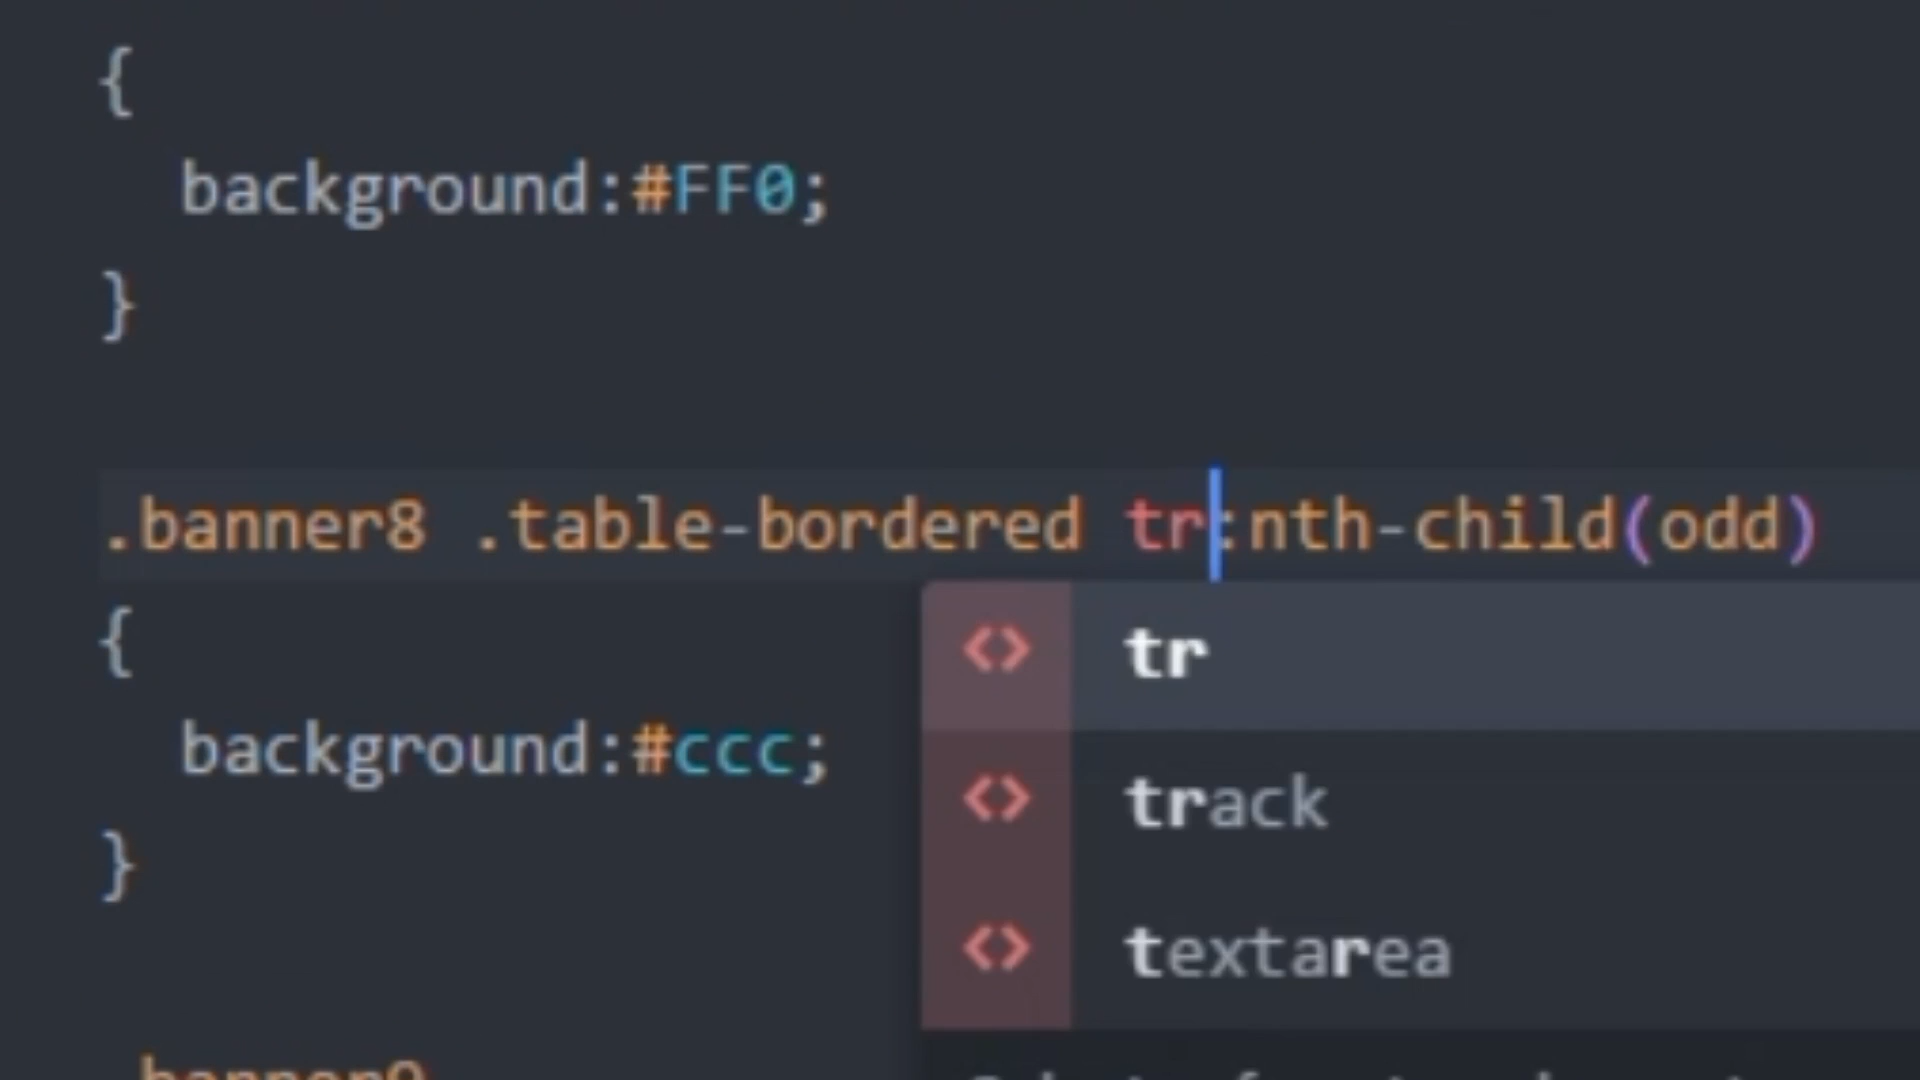 {
background:#FF0;
}
.banner8 .table-bordered tr:nth-child(odd)
{
tr
background:#ccc;
track
}
textarea